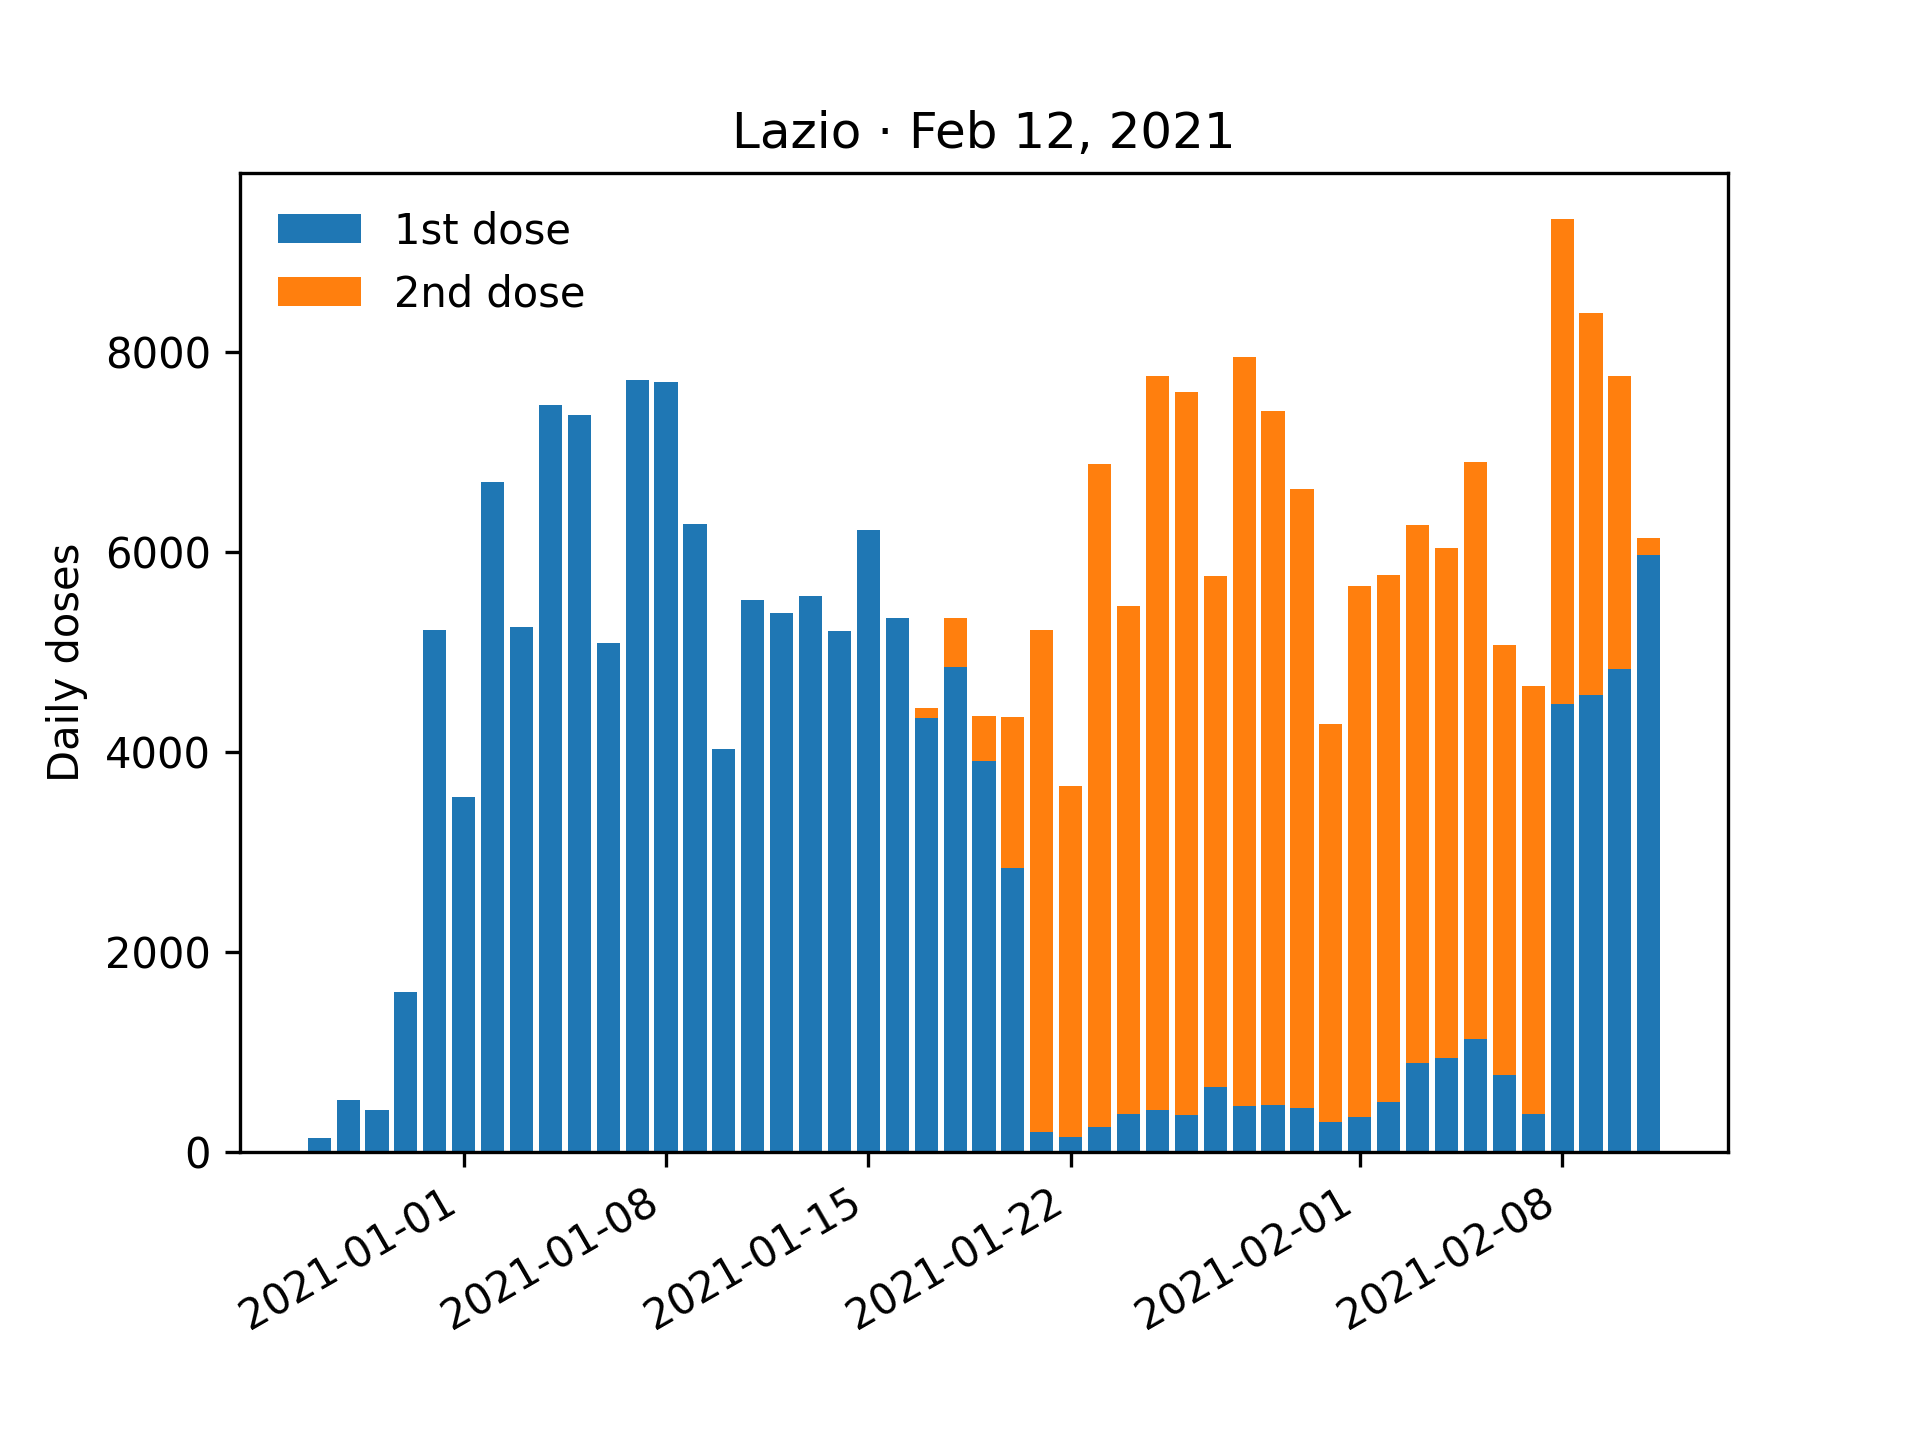 Lazio · Feb 12, 2021
1st dose
2nd dose
Daily doses
8000
6000
4000
2000
0
2021-01-01
2021-01-08
2021-01-15
2021-01-22
2021-02-01
2021-02-08